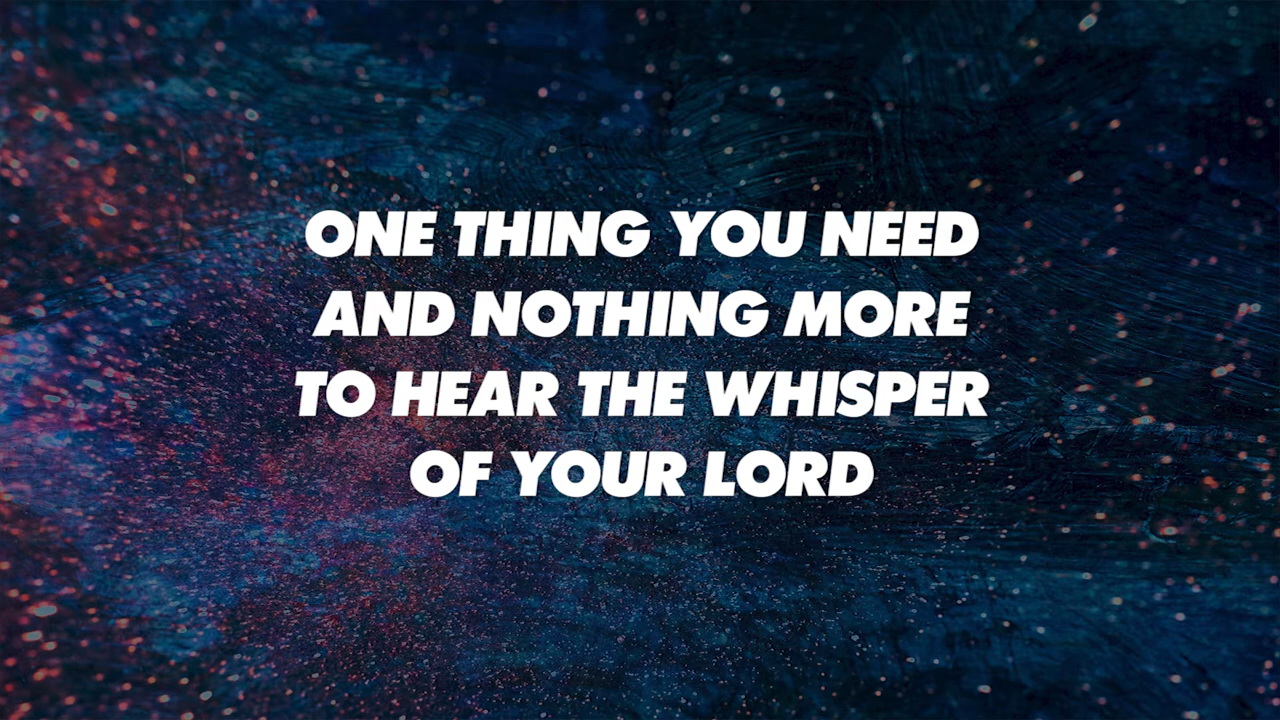 ONE THING YOU NEED
AND NOTHING MORE
TO HEAR THE WHISPER
OF YOUR LORD